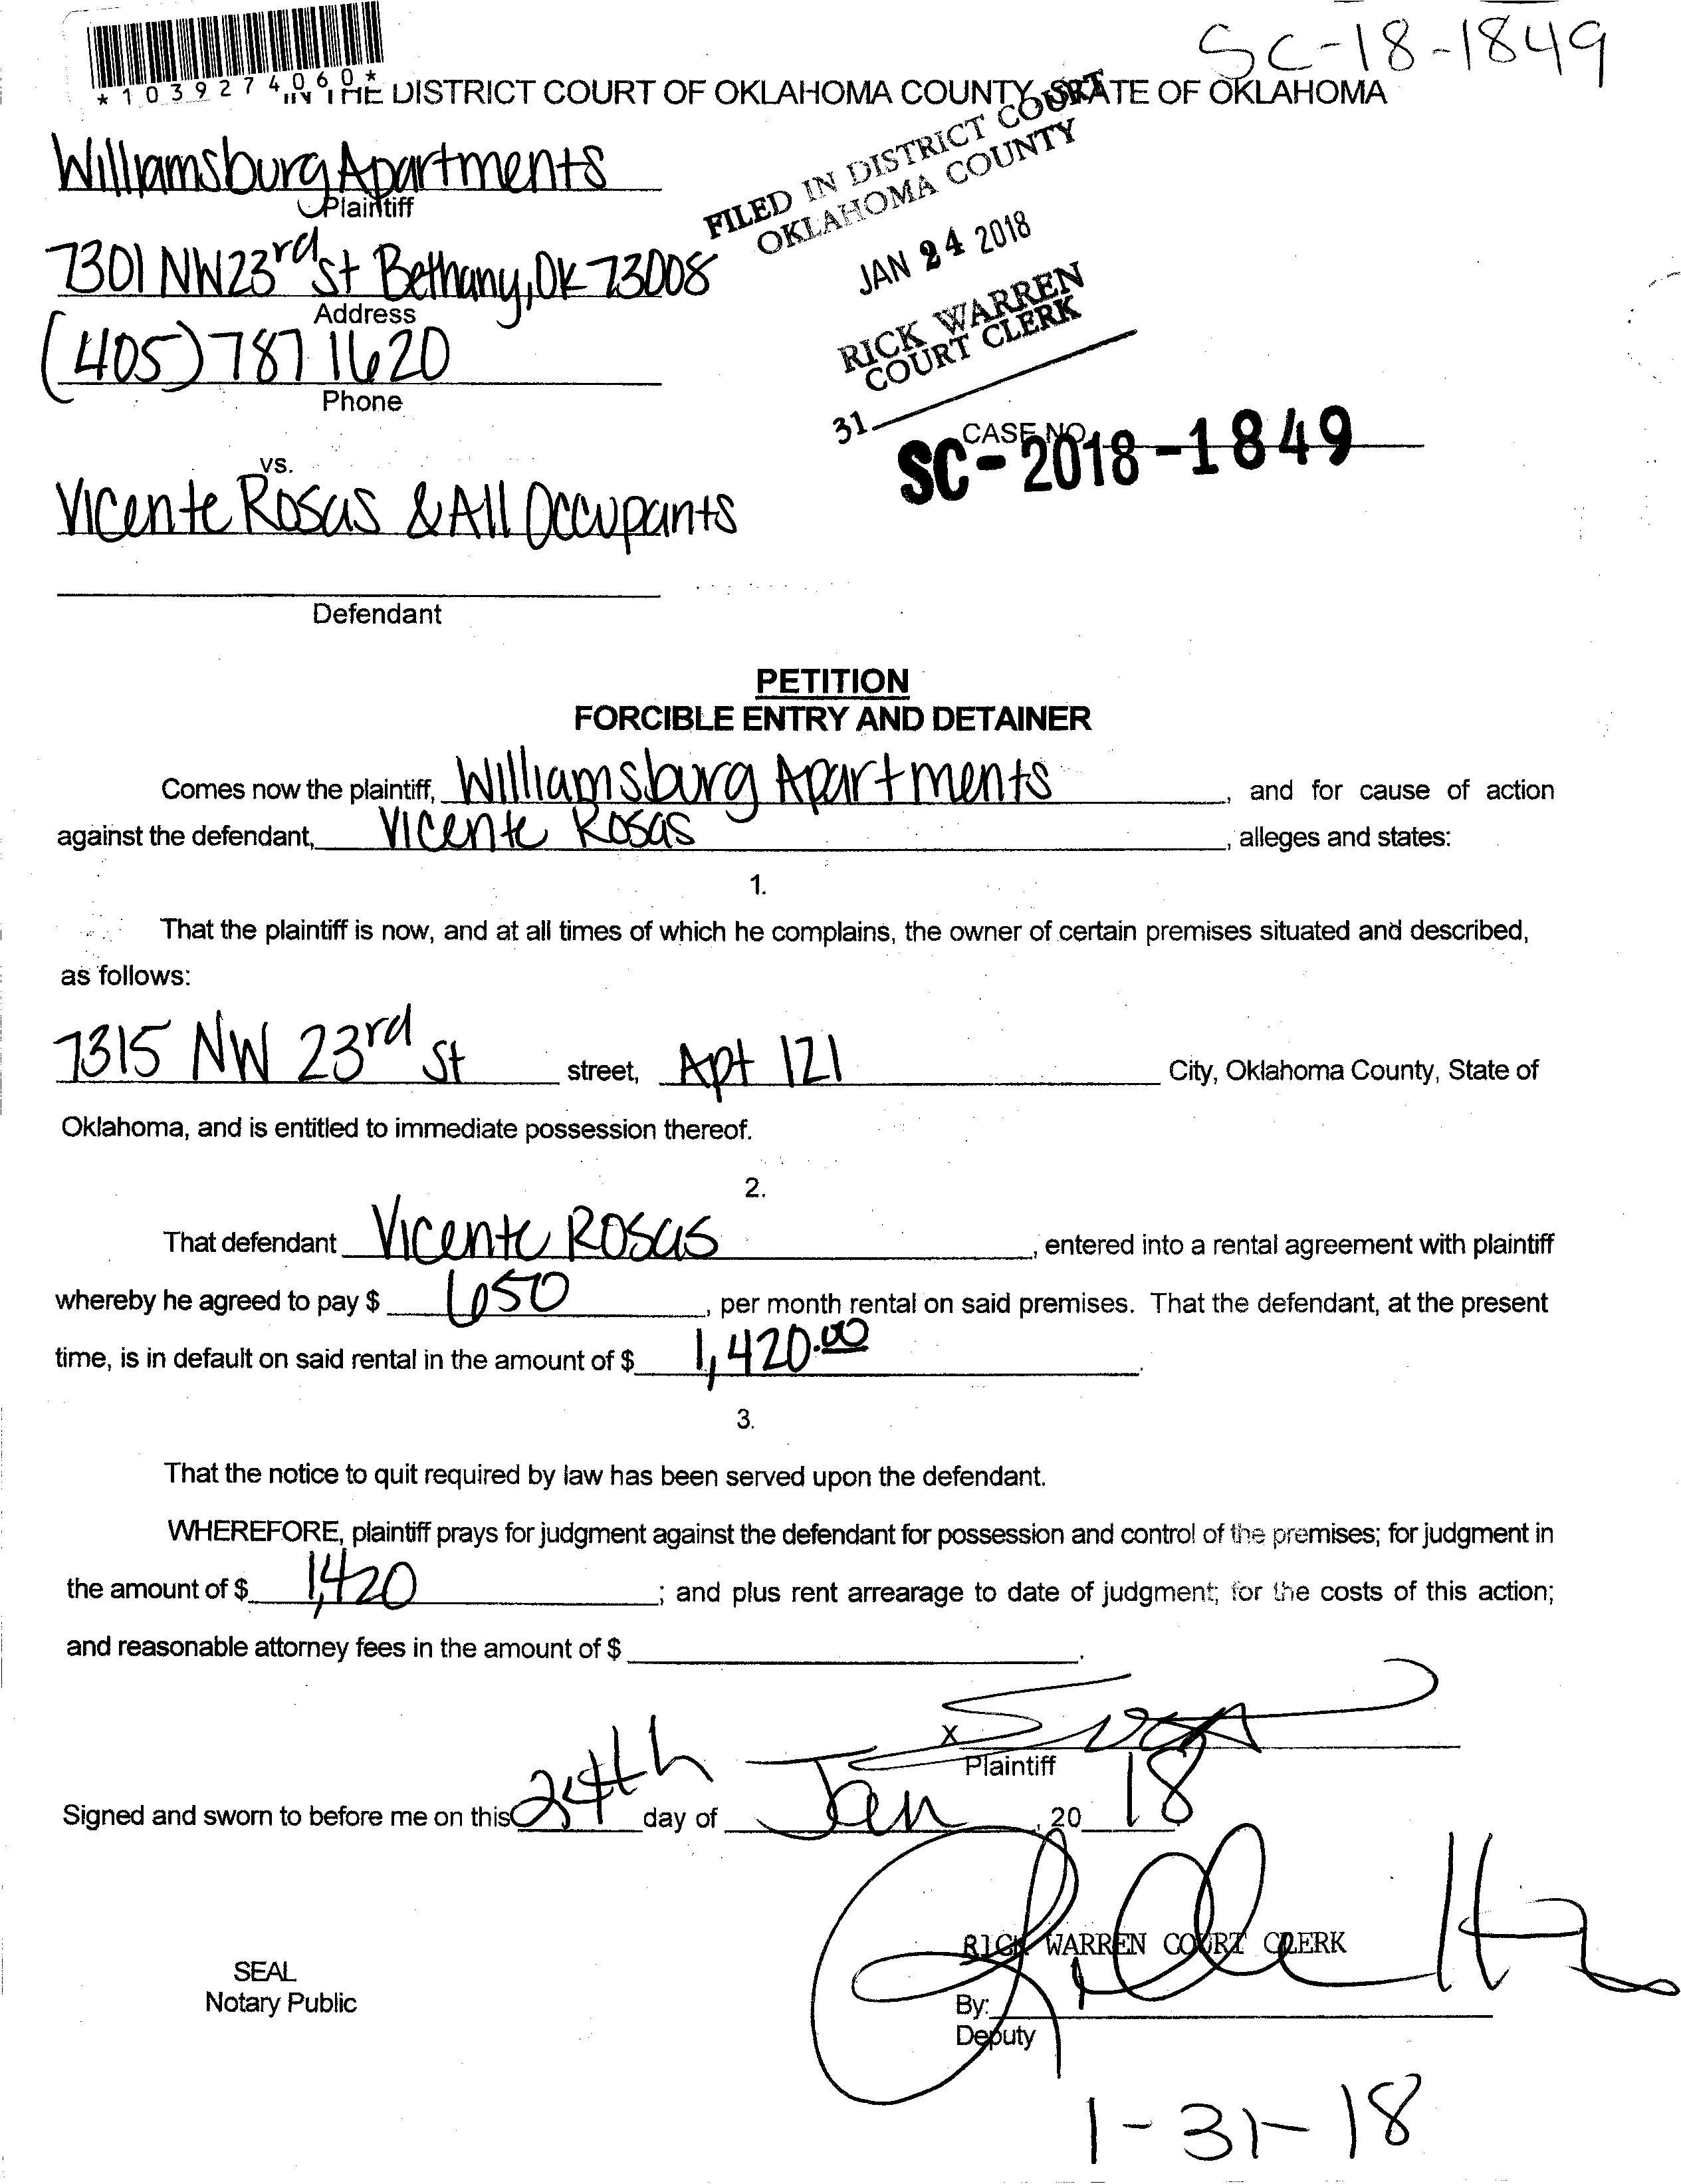 SC-18-1849
*1039274060*
IN THE DISTRICT COURT OF OKLAHOMA COUNTY, STATE OF OKLAHOMA
Williamsburg Apartments
Plaintiff
FILED IN DISTRICT COURT
OKLAHOMA COUNTY
JAN 24 2018
RICK WARREN
COURT CLERK
31
7301 NW 23rd St Bethany, OK 73008
Address
(405) 787 1620
Phone
CASE NO.
SC-2018-1849
vs.
Vicente Rosas & All Occupants
Defendant
PETITION
FORCIBLE ENTRY AND DETAINER
Comes now the plaintiff, Williamsburg Apartments, and for cause of action
against the defendant, Vicente Rosas, alleges and states:
1.
That the plaintiff is now, and at all times of which he complains, the owner of certain premises situated and described,
as follows:
7315 NW 23rd St street, Apt 121 City, Oklahoma County, State of
Oklahoma, and is entitled to immediate possession thereof.
2.
That defendant Vicente Rosas, entered into a rental agreement with plaintiff
whereby he agreed to pay $ 650, per month rental on said premises. That the defendant, at the present
time, is in default on said rental in the amount of $ 1,420.00.
3.
That the notice to quit required by law has been served upon the defendant.
WHEREFORE, plaintiff prays for judgment against the defendant for possession and control of the premises; for judgment in
the amount of $ 1,420; and plus rent arrearage to date of judgment; for the costs of this action;
and reasonable attorney fees in the amount of $ .
X
Plaintiff
Signed and sworn to before me on this 24th day of Jan, 20 18.
RICK WARREN COURT CLERK
SEAL
Notary Public
By:
Deputy
1-31-18